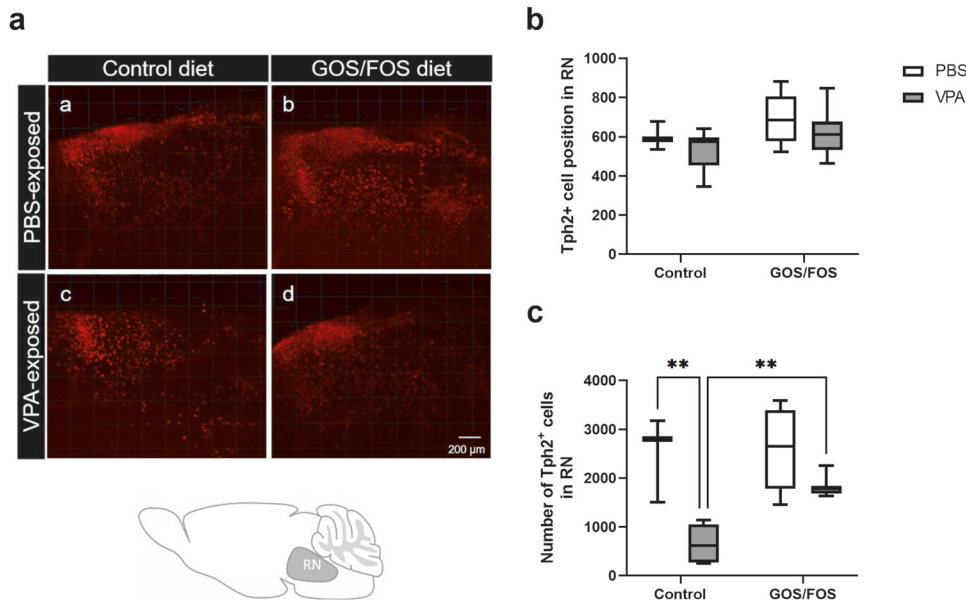 a
Control diet
GOS/FOS diet
PBS-exposed
a
b
VPA-exposed
c
d
200 µm
RN
b
Tph2+ cell position in RN
1000
800
600
400
200
0
Control
GOS/FOS
PBS
VPA
c
Number of Tph2⁺ cells
in RN
4000
3000
2000
1000
0
**
**
Control
GOS/FOS